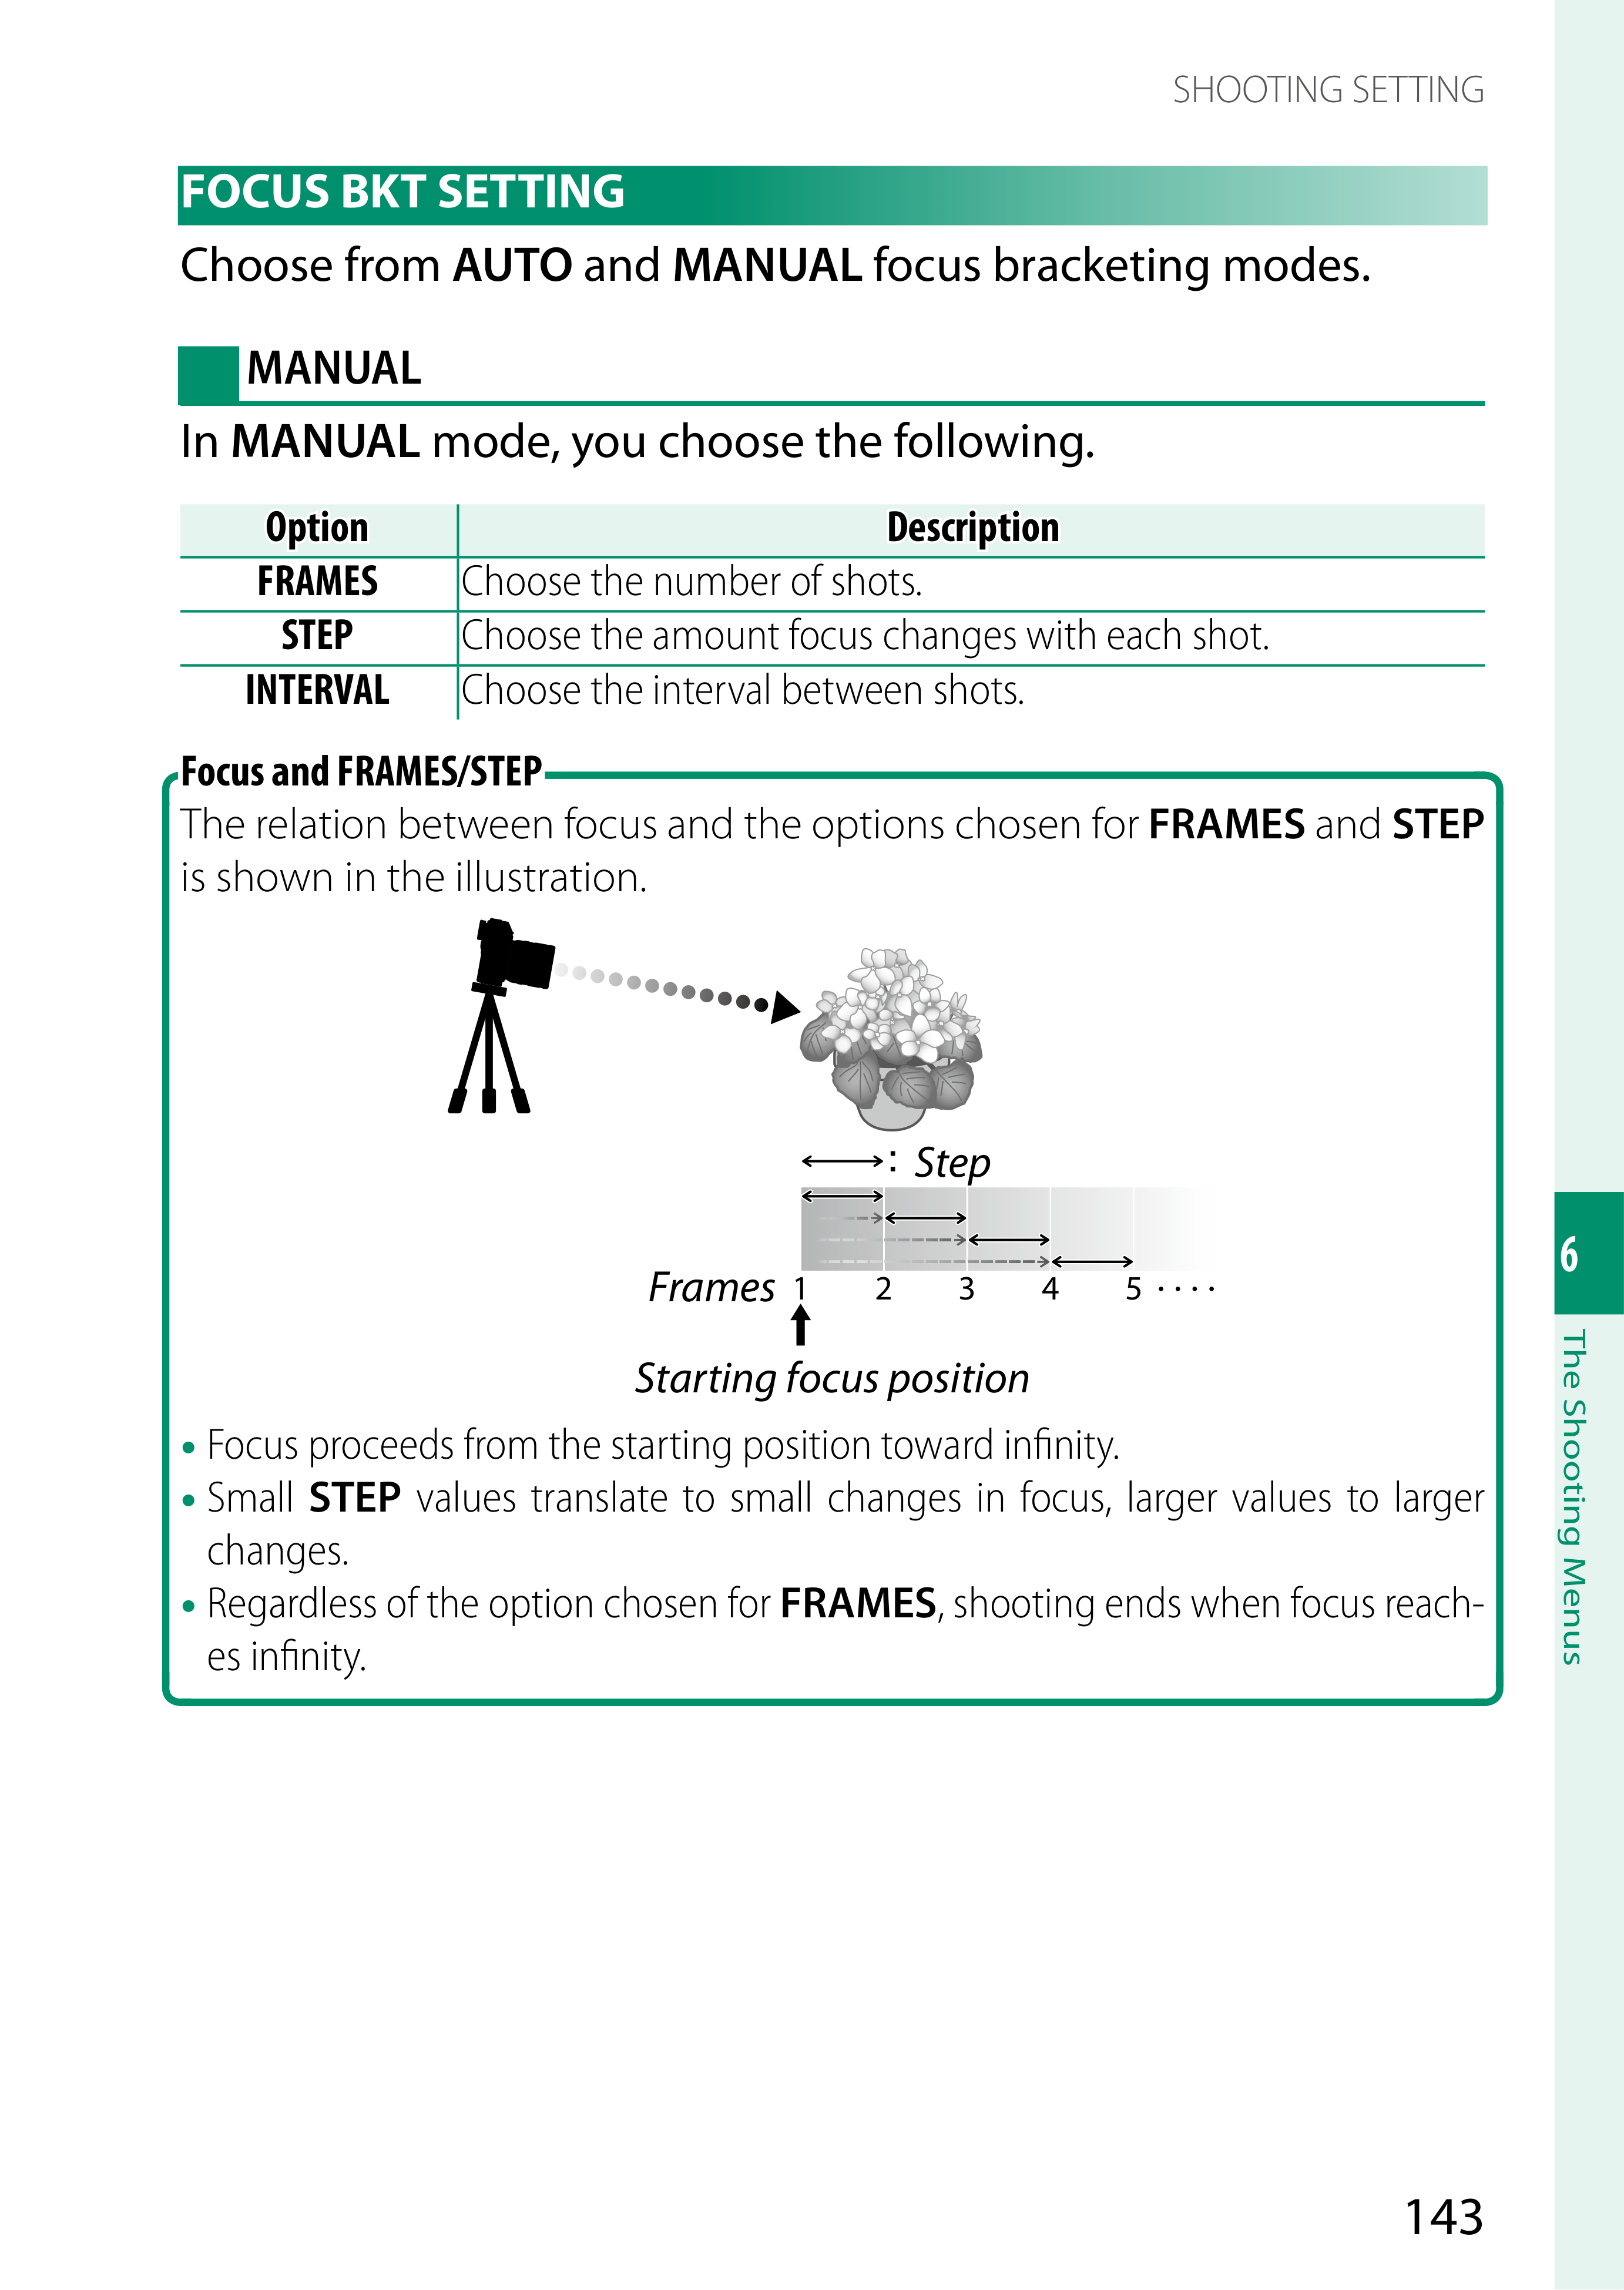 SHOOTING SETTING
FOCUS BKT SETTING
Choose from AUTO and MANUAL focus bracketing modes.
MANUAL
In MANUAL mode, you choose the following.
Option Description
FRAMES Choose the number of shots.
STEP Choose the amount focus changes with each shot.
INTERVAL Choose the interval between shots.
Focus and FRAMES/STEP
The relation between focus and the options chosen for FRAMES and STEP
is shown in the illustration.
: Step
Frames 1 2 3 4 5 ····
Starting focus position
• Focus proceeds from the starting position toward infinity.
• Small STEP values translate to small changes in focus, larger values to larger
changes.
• Regardless of the option chosen for FRAMES, shooting ends when focus reach-
es infinity.
6
The Shooting Menus
143